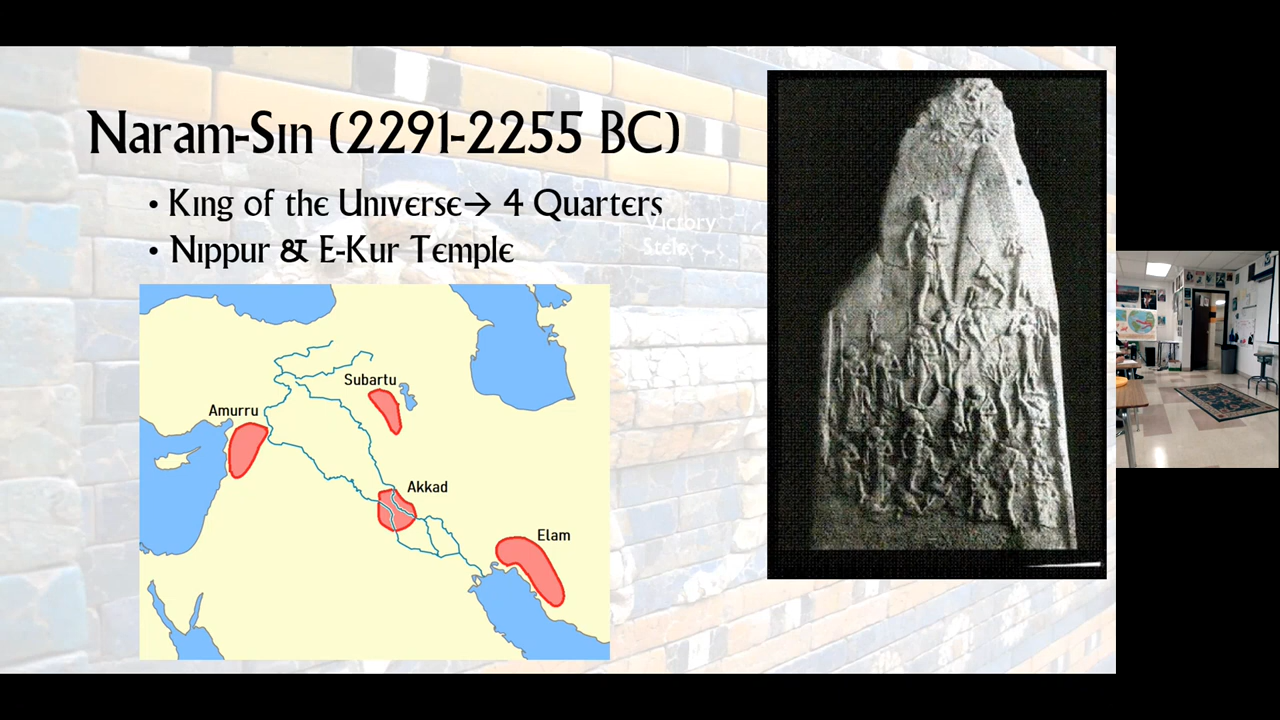 Naram-Sin (2291-2255 BC)
• King of the Universe→ 4 Quarters
• Nippur & E-Kur Temple
Victory
Stele
Subartu
Amurru
Akkad
Elam